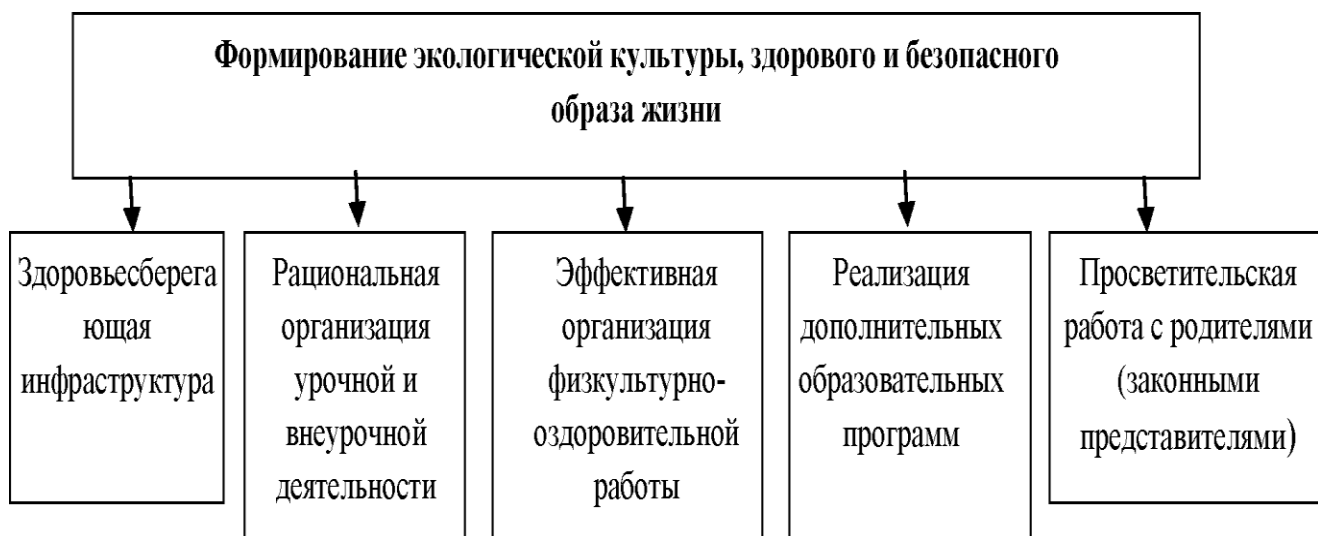 Формирование экологической культуры, здорового и безопасного
образа жизни
Здоровьесберега
ющая
инфраструктура
Рациональная
организация
урочной и
внеурочной
деятельности
Эффективная
организация
физкультурно-
оздоровительной
работы
Реализация
дополнительных
образовательных
программ
Просветительская
работа с родителями
(законными
представителями)